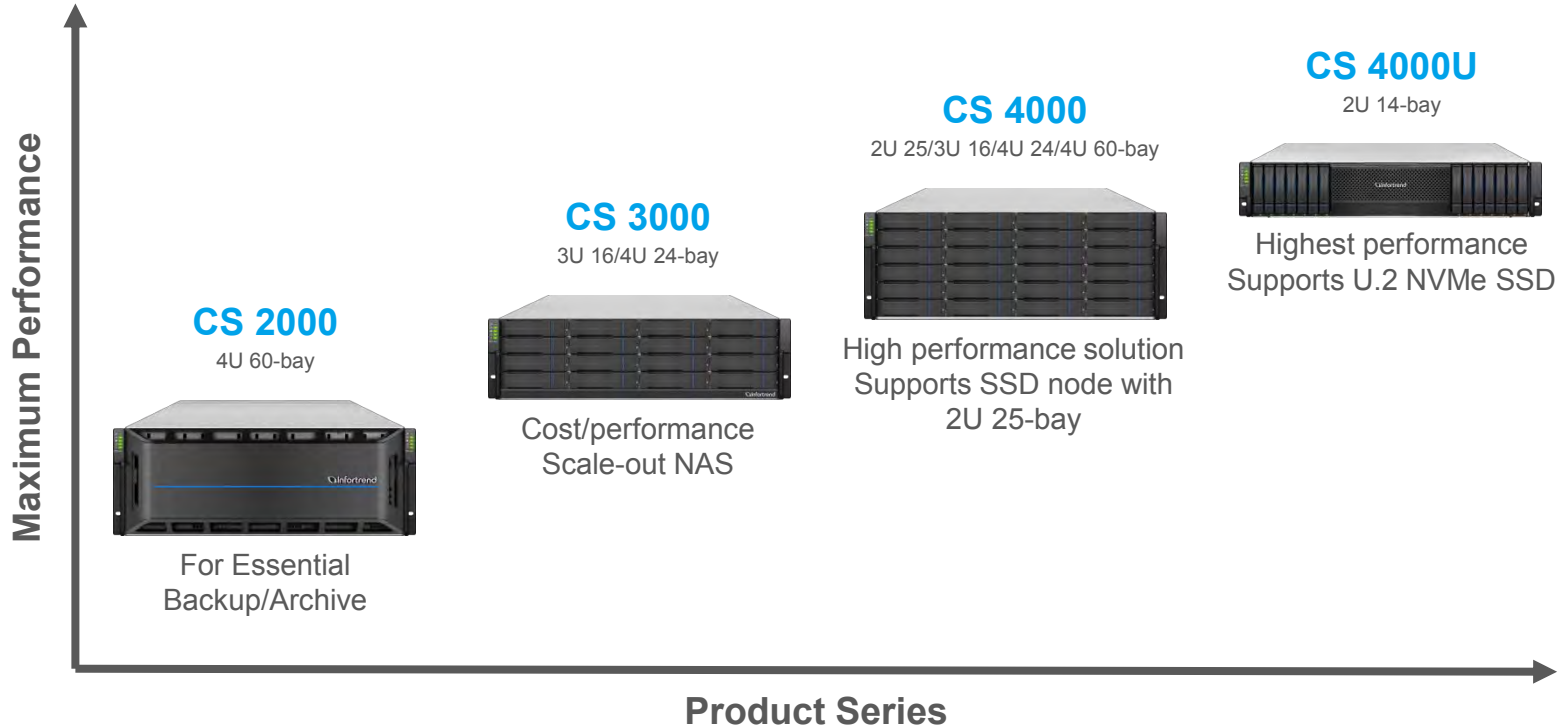 Maximum Performance
CS 2000
4U 60-bay
Infortrend
For Essential
Backup/Archive
CS 3000
3U 16/4U 24-bay
Infortrend
Cost/performance
Scale-out NAS
CS 4000
2U 25/3U 16/4U 24/4U 60-bay
High performance solution
Supports SSD node with
2U 25-bay
CS 4000U
2U 14-bay
Infortrend
Highest performance
Supports U.2 NVMe SSD
Product Series